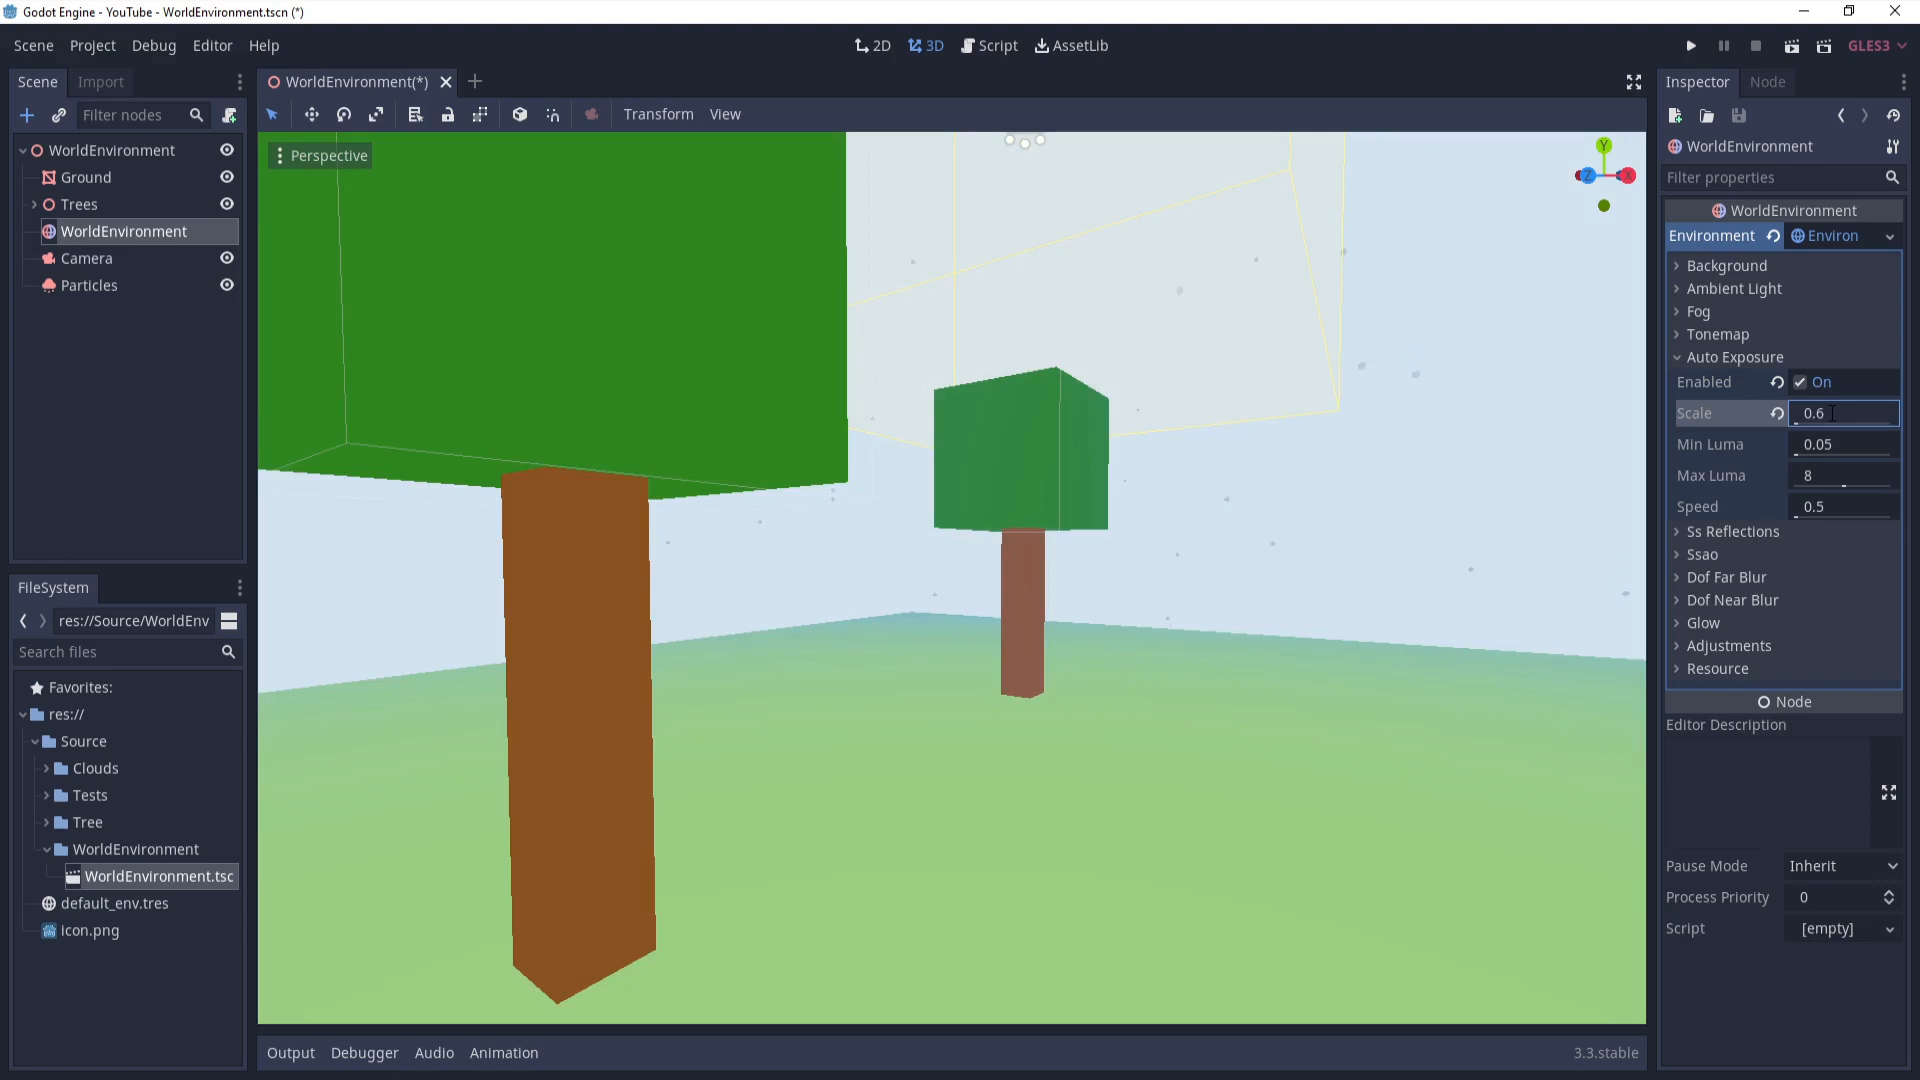 Godot Engine - YouTube - WorldEnvironment.tscn (*)
Scene Project Debug Editor Help
2D 3D Script AssetLib
GLES3
Scene Import
Filter nodes
WorldEnvironment
Ground
Trees
WorldEnvironment
Camera
Particles
FileSystem
res://Source/WorldEnv
Search files
Favorites:
res://
Source
Clouds
Tests
Tree
WorldEnvironment
WorldEnvironment.tsc
default_env.tres
icon.png
WorldEnvironment(*)
Transform View
Perspective
Y
Z X
Output Debugger Audio Animation
3.3.stable
Inspector Node
WorldEnvironment
Filter properties
WorldEnvironment
Environment Environ
Background
Ambient Light
Fog
Tonemap
Auto Exposure
Enabled On
Scale 0.6
Min Luma 0.05
Max Luma 8
Speed 0.5
Ss Reflections
Ssao
Dof Far Blur
Dof Near Blur
Glow
Adjustments
Resource
Node
Editor Description
Pause Mode Inherit
Process Priority 0
Script [empty]